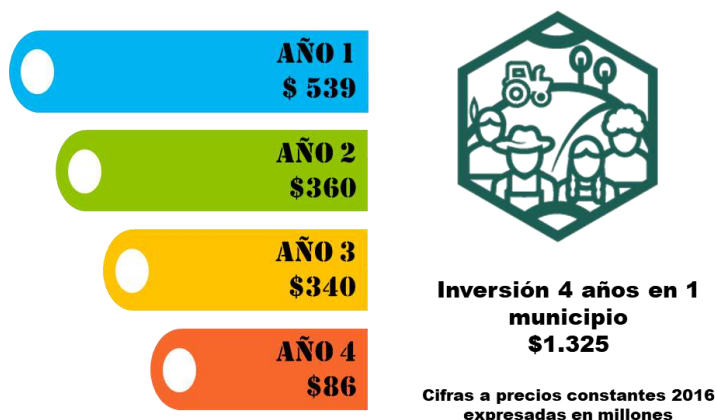 AÑO 1
$ 539
AÑO 2
$360
AÑO 3
$340
AÑO 4
$86
Inversión 4 años en 1
municipio
$1.325
Cifras a precios constantes 2016
expresadas en millones